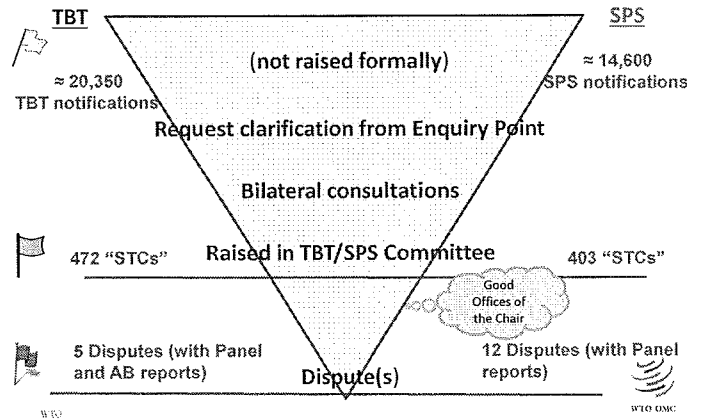 TBT
SPS
(not raised formally)
≈ 20,350
TBT notifications
≈ 14,600
SPS notifications
Request clarification from Enquiry Point
Bilateral consultations
472 “STCs”
Raised in TBT/SPS Committee
403 “STCs”
Good
Offices of
the Chair
5 Disputes (with Panel
and AB reports)
Dispute(s)
12 Disputes (with Panel
reports)
WTO
WTO OMC